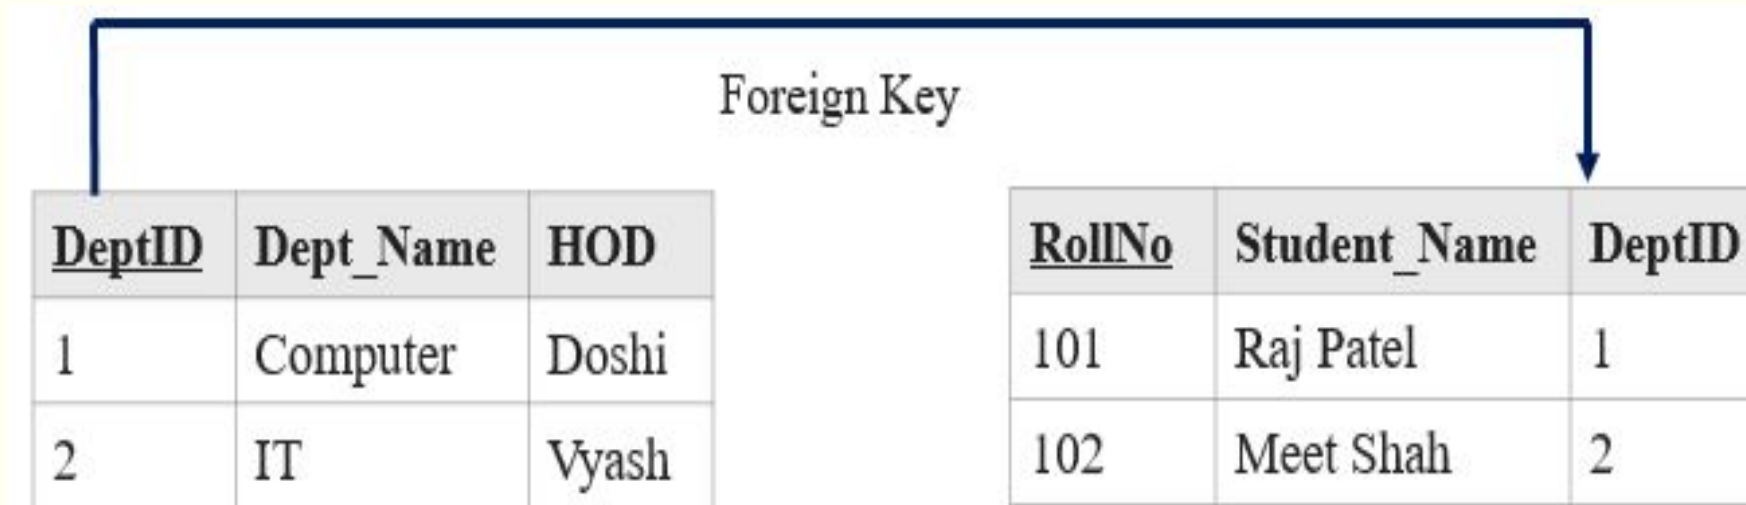 Foreign Key
DeptID Dept_Name HOD
1 Computer Doshi
2 IT Vyash
RollNo Student_Name DeptID
101 Raj Patel 1
102 Meet Shah 2